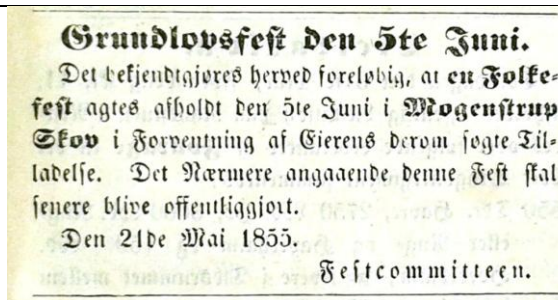 Grundlovsfest den 5te Juni.
Det bekjendtgjøres herved foreløbig, at en Folke-
fest agtes afholdt den 5te Juni i Mogenstrup
Skov i Forventning af Eierens derom søgte Til-
ladelse. Det Nærmere angaaende denne Fest skal
senere blive offentliggjort.
Den 21de Mai 1855.
Festcommitteen.